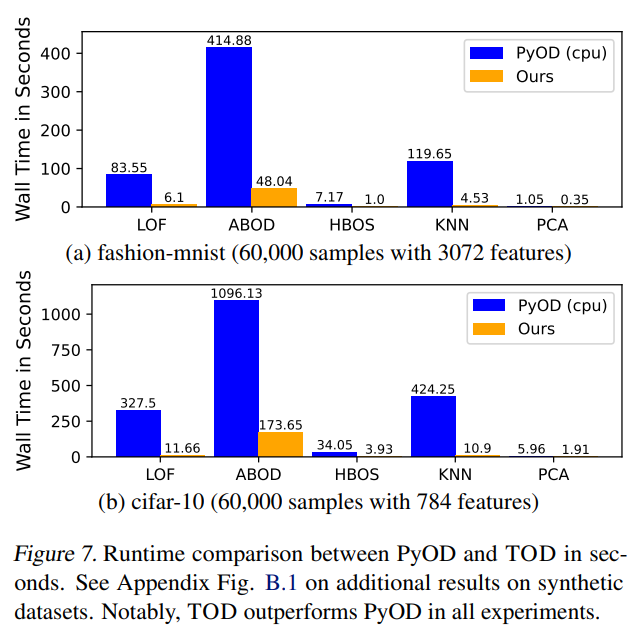 Wall Time in Seconds
400
300
200
100
0
83.55
6.1
414.88
48.04
7.17
1.0
119.65
4.53
1.05
0.35
PyOD (cpu)
Ours
LOF
ABOD
HBOS
KNN
PCA
(a) fashion-mnist (60,000 samples with 3072 features)
Wall Time in Seconds
1000
750
500
250
0
327.5
11.66
1096.13
173.65
34.05
3.93
424.25
10.9
5.96
1.91
PyOD (cpu)
Ours
LOF
ABOD
HBOS
KNN
PCA
(b) cifar-10 (60,000 samples with 784 features)
Figure 7. Runtime comparison between PyOD and TOD in sec-
onds. See Appendix Fig. B.1 on additional results on synthetic
datasets. Notably, TOD outperforms PyOD in all experiments.